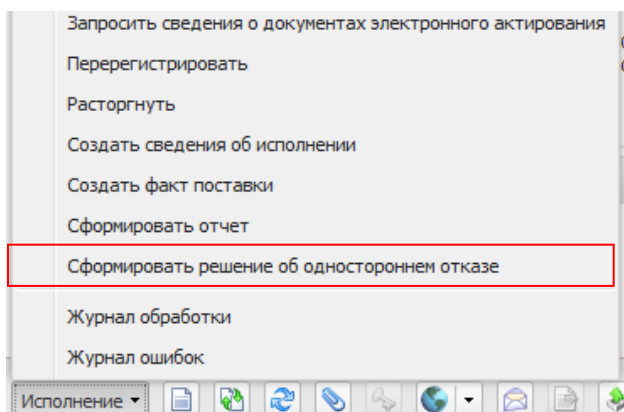 Запросить сведения о документах электронного актирования
Перерегистрировать
Расторгнуть
Создать сведения об исполнении
Создать факт поставки
Сформировать отчет
Сформировать решение об одностороннем отказе
Журнал обработки
Журнал ошибок
Исполнение